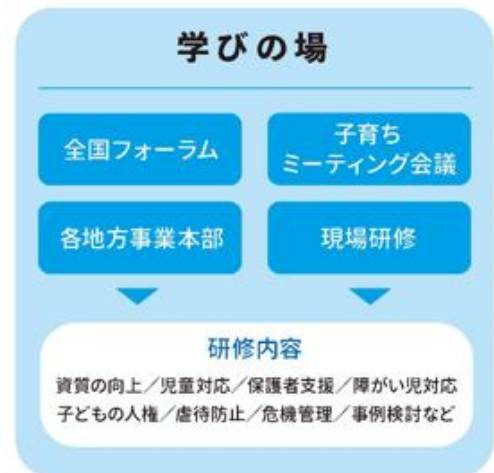 学びの場
全国フォーラム
子育ち
ミーティング会議
各地方事業本部
現場研修
研修内容
資質の向上／児童対応／保護者支援／障がい児対応
子どもの人権／虐待防止／危機管理／事例検討など